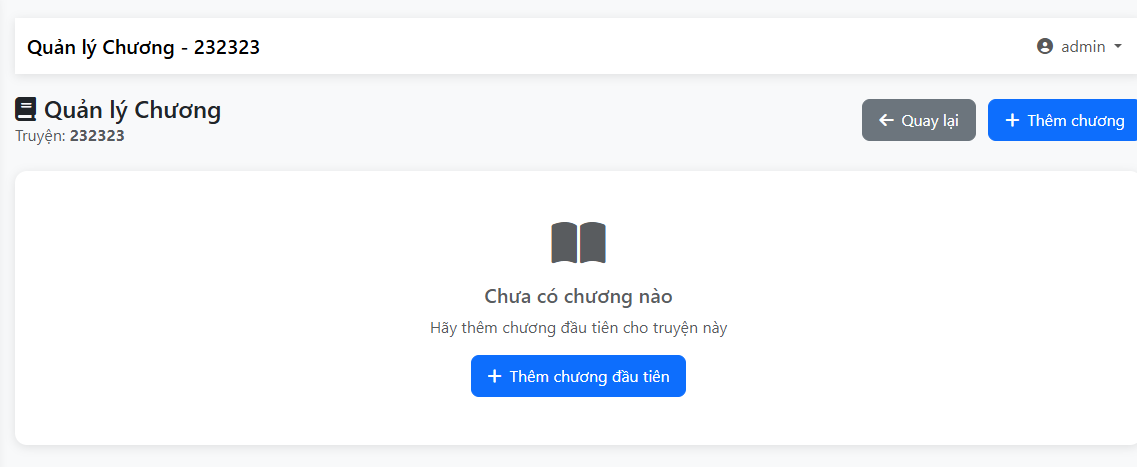 Quản lý Chương - 232323
admin
Quản lý Chương
Truyện: 232323
Quay lại
Thêm chương
Chưa có chương nào
Hãy thêm chương đầu tiên cho truyện này
Thêm chương đầu tiên